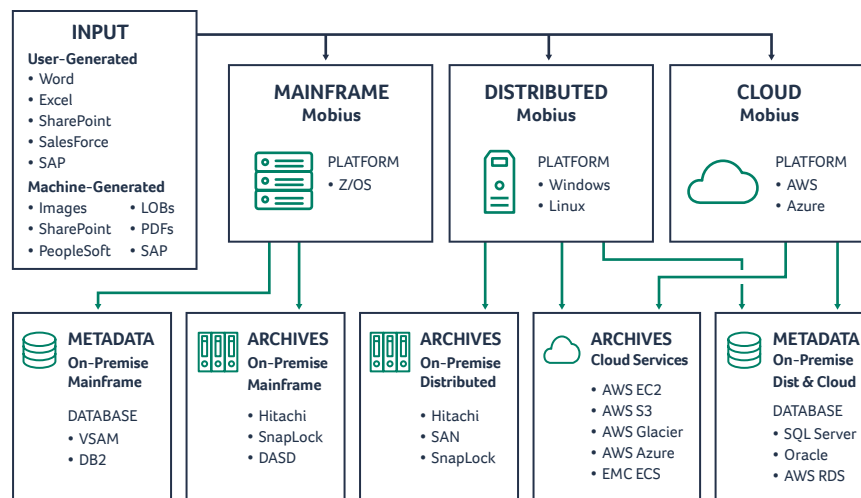 INPUT
User-Generated
• Word
• Excel
• SharePoint
• SalesForce
• SAP
Machine-Generated
• Images
• SharePoint
• PeopleSoft
• LOBs
• PDFs
• SAP
MAINFRAME
Mobius
PLATFORM
• Z/OS
DISTRIBUTED
Mobius
PLATFORM
• Windows
• Linux
CLOUD
Mobius
PLATFORM
• AWS
• Azure
METADATA
On-Premise
Mainframe
DATABASE
• VSAM
• DB2
ARCHIVES
On-Premise
Mainframe
• Hitachi
• SnapLock
• DASD
ARCHIVES
On-Premise
Distributed
• Hitachi
• SAN
• SnapLock
ARCHIVES
Cloud Services
• AWS EC2
• AWS S3
• AWS Glacier
• AWS Azure
• EMC ECS
METADATA
On-Premise
Dist & Cloud
DATABASE
• SQL Server
• Oracle
• AWS RDS